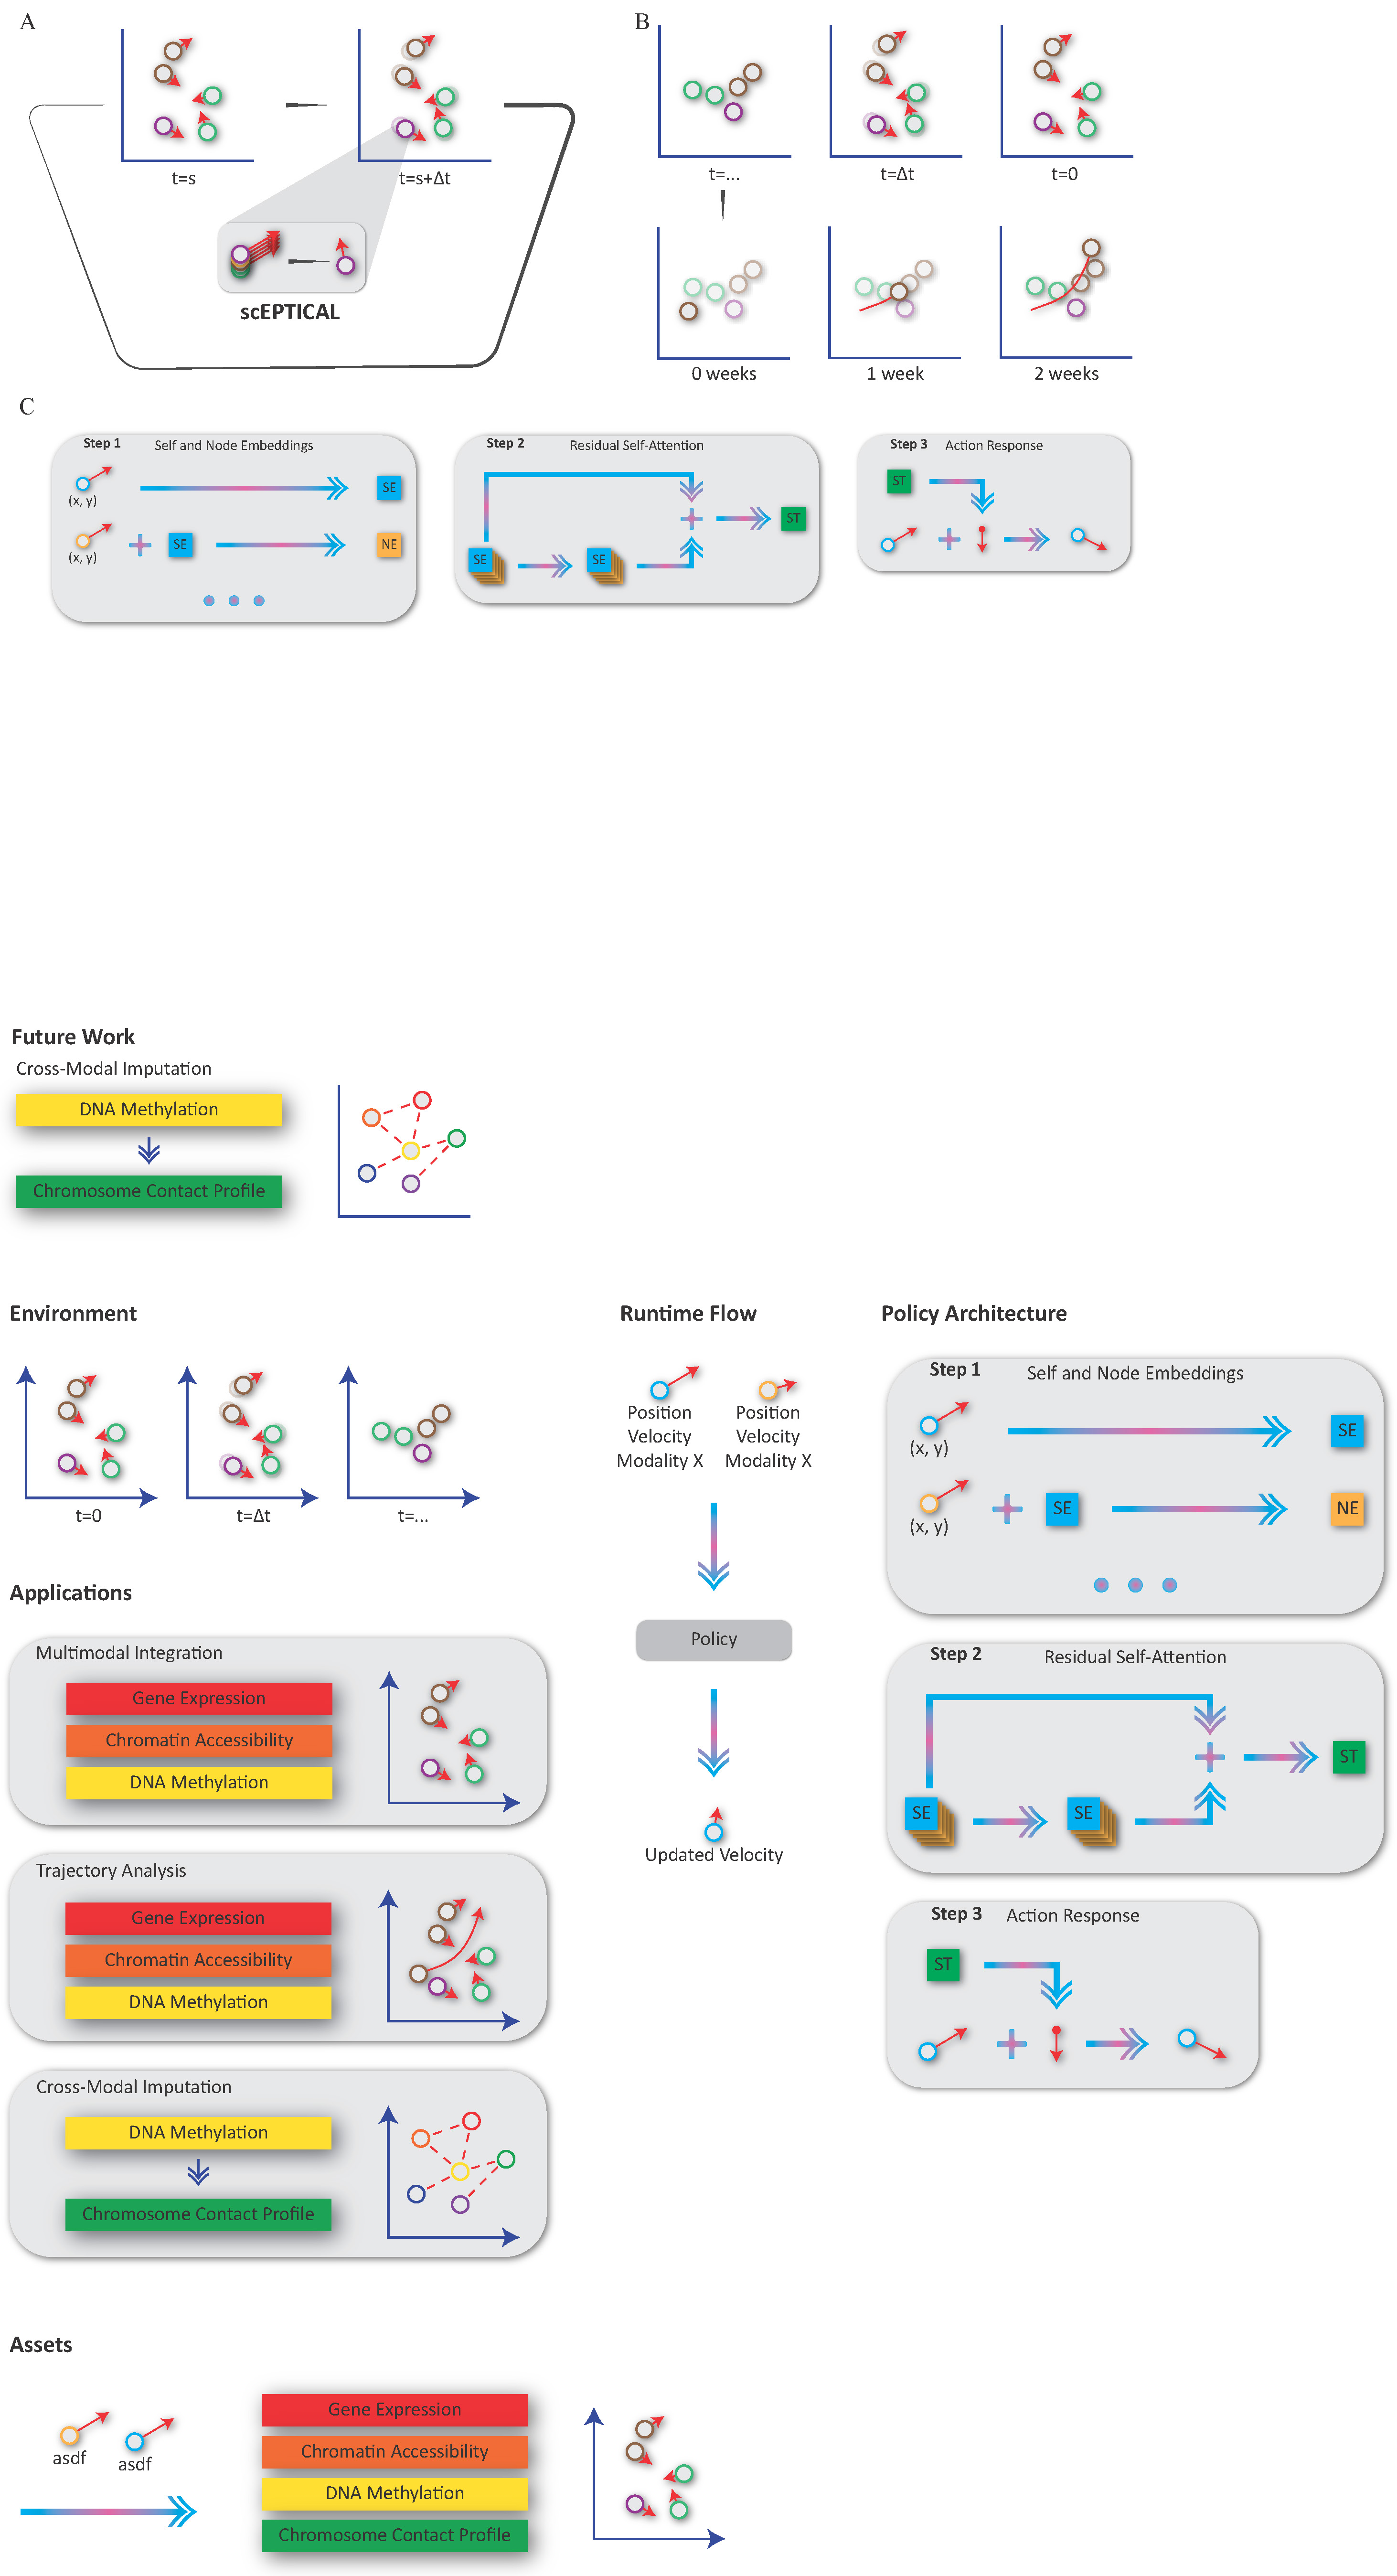 A
t=s
t=s+Δt
scEPTICAL
B
t=...
t=Δt
t=0
0 weeks
1 week
2 weeks
C
Step 1 Self and Node Embeddings
(x, y)
SE
(x, y)
SE
NE
Step 2 Residual Self-Attention
SE
SE
ST
Step 3 Action Response
ST
Future Work
Cross-Modal Imputation
DNA Methylation
Chromosome Contact Profile
Environment
t=0
t=Δt
t=...
Applications
Multimodal Integration
Gene Expression
Chromatin Accessibility
DNA Methylation
Trajectory Analysis
Gene Expression
Chromatin Accessibility
DNA Methylation
Cross-Modal Imputation
DNA Methylation
Chromosome Contact Profile
Runtime Flow
Position
Velocity
Modality X
Position
Velocity
Modality X
Policy
Updated Velocity
Policy Architecture
Step 1 Self and Node Embeddings
(x, y)
SE
(x, y)
SE
NE
Step 2 Residual Self-Attention
SE
SE
ST
Step 3 Action Response
ST
Assets
asdf
asdf
Gene Expression
Chromatin Accessibility
DNA Methylation
Chromosome Contact Profile